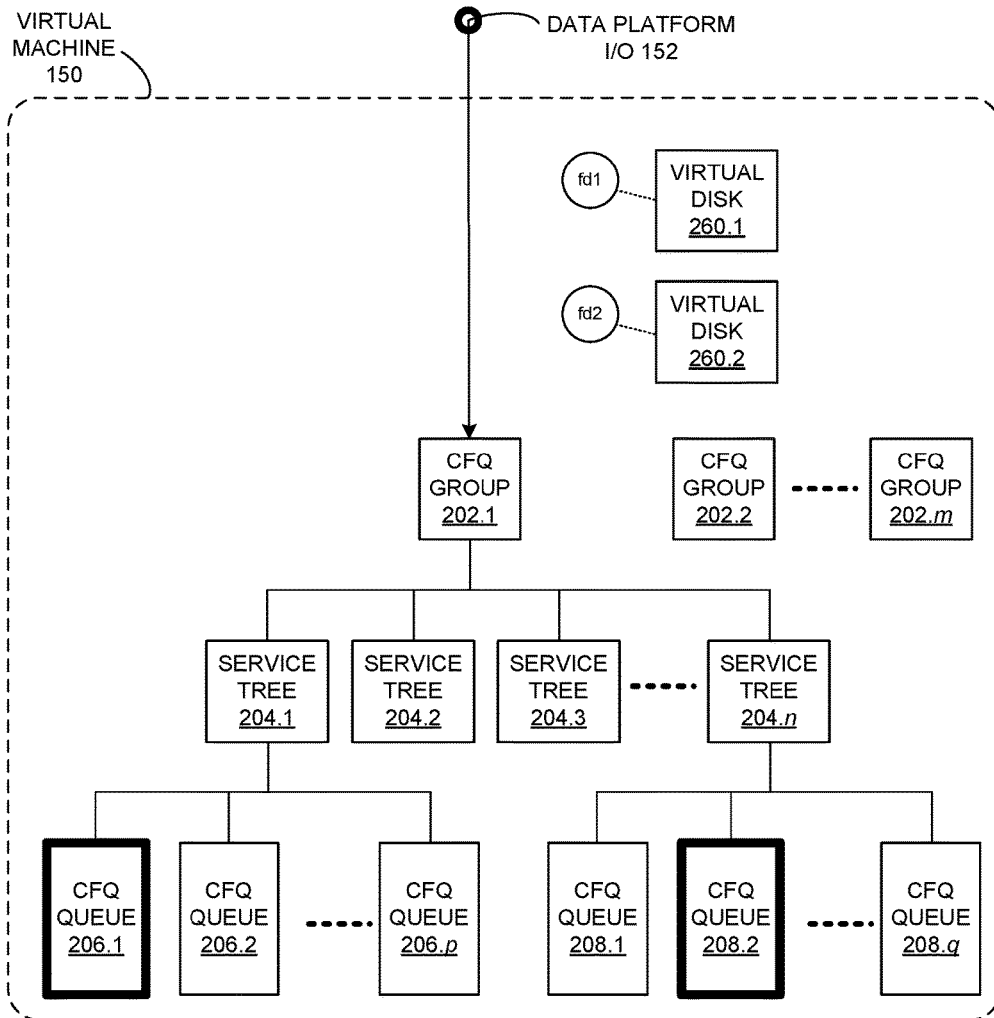 VIRTUAL
MACHINE
150
DATA PLATFORM
I/O 152
fd1
VIRTUAL
DISK
260.1
fd2
VIRTUAL
DISK
260.2
CFQ
GROUP
202.1
CFQ
GROUP
202.2
CFQ
GROUP
202.m
SERVICE
TREE
204.1
SERVICE
TREE
204.2
SERVICE
TREE
204.3
SERVICE
TREE
204.n
CFQ
QUEUE
206.1
CFQ
QUEUE
206.2
CFQ
QUEUE
206.p
CFQ
QUEUE
208.1
CFQ
QUEUE
208.2
CFQ
QUEUE
208.q